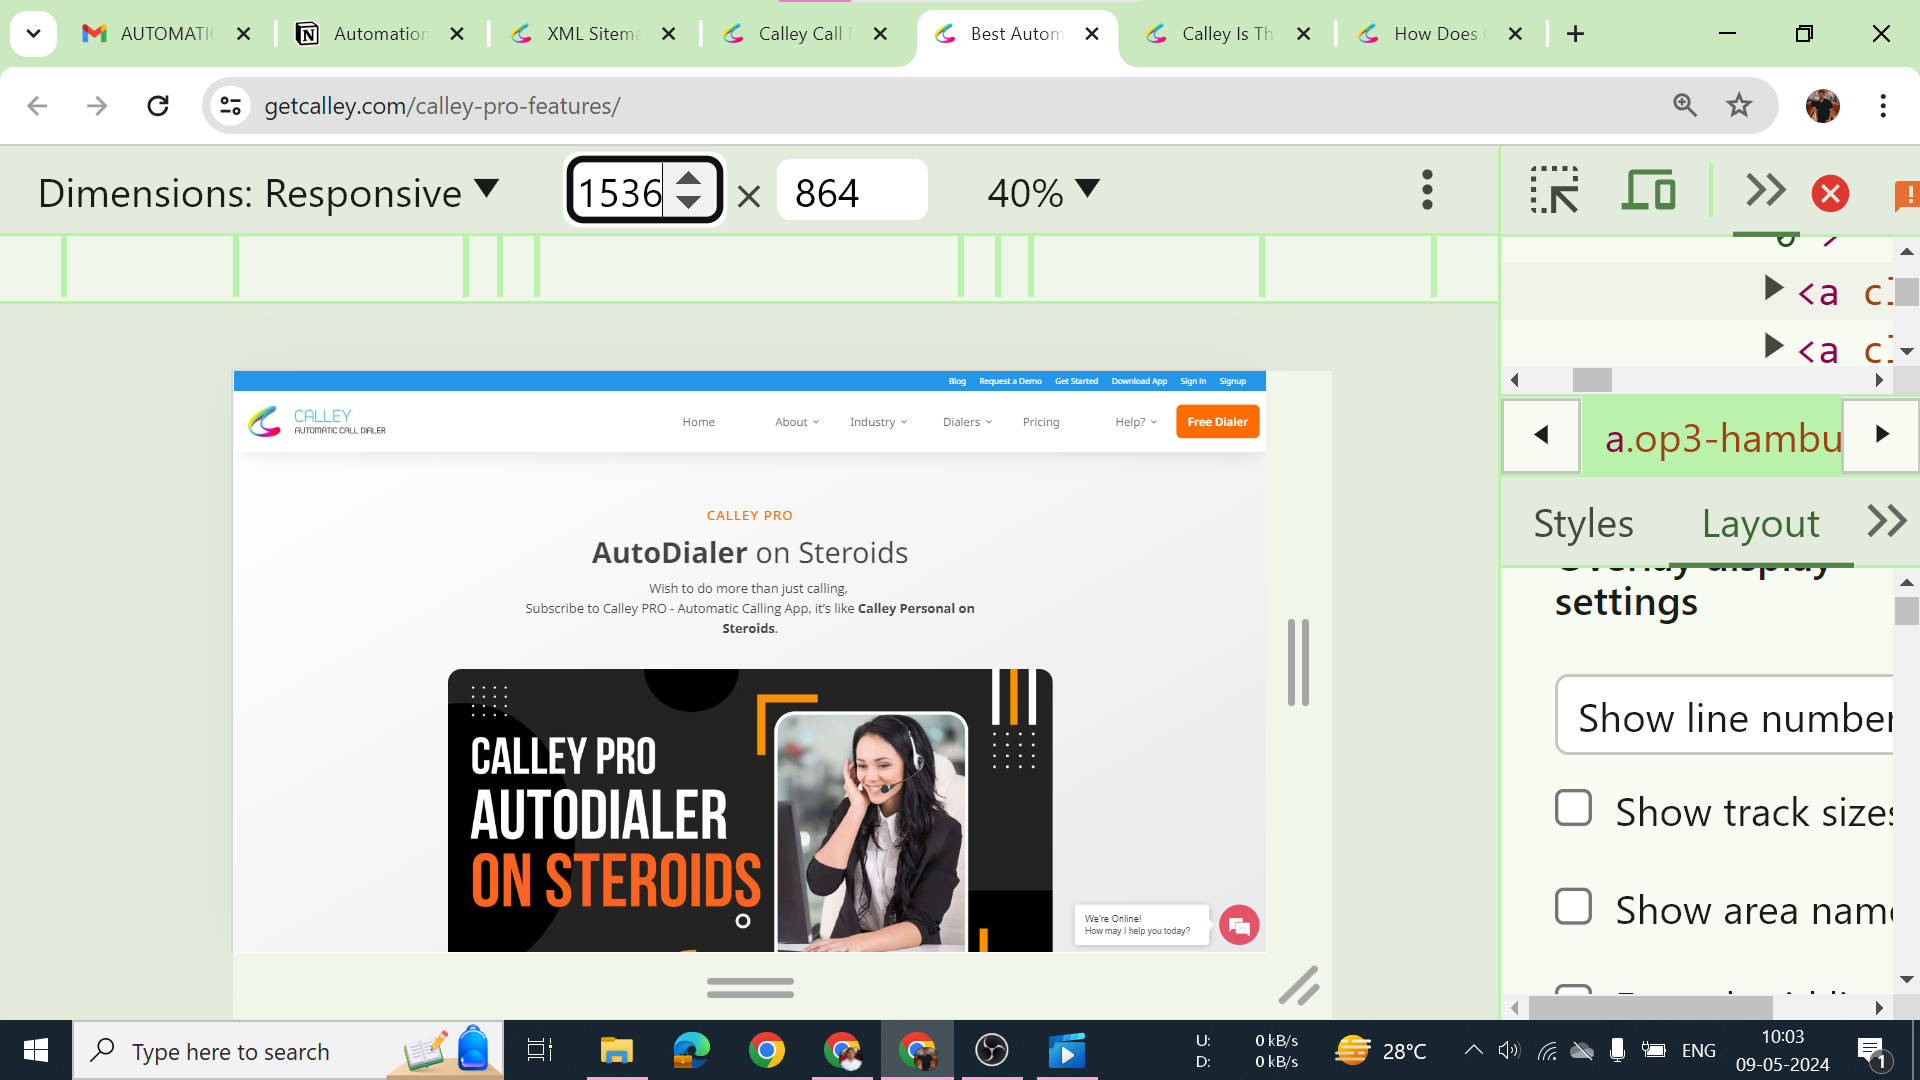 AUTOMATIC
Automation
XML Sitema
Calley Call
Best Autom
Calley Is Th
How Does
getcalley.com/calley-pro-features/
Dimensions: Responsive
1536
×
864
40%
<a cl
<a cl
a.op3-hambu
Styles
Layout
Overlay display
settings
Show line number
Show track sizes
Show area name
Blog
Request a Demo
Get Started
Download App
Sign In
Signup
CALLEY
AUTOMATIC CALL DIALER
Home
About
Industry
Dialers
Pricing
Help?
Free Dialer
CALLEY PRO
AutoDialer on Steroids
Wish to do more than just calling,
Subscribe to Calley PRO - Automatic Calling App, it's like Calley Personal on
Steroids.
CALLEY PRO
AUTODIALER
ON STEROIDS
We're Online!
How may I help you today?
Type here to search
U: 0 kB/s
D: 0 kB/s
28°C
ENG
10:03
09-05-2024
1